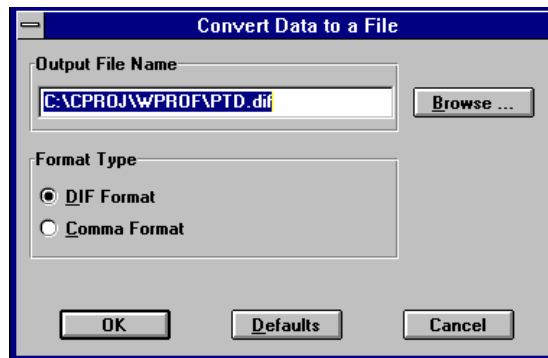 Convert Data to a File
Output File Name
C:\CPROJ\WPROF\PTD.dif
Browse ...
Format Type
DIF Format
Comma Format
OK
Defaults
Cancel